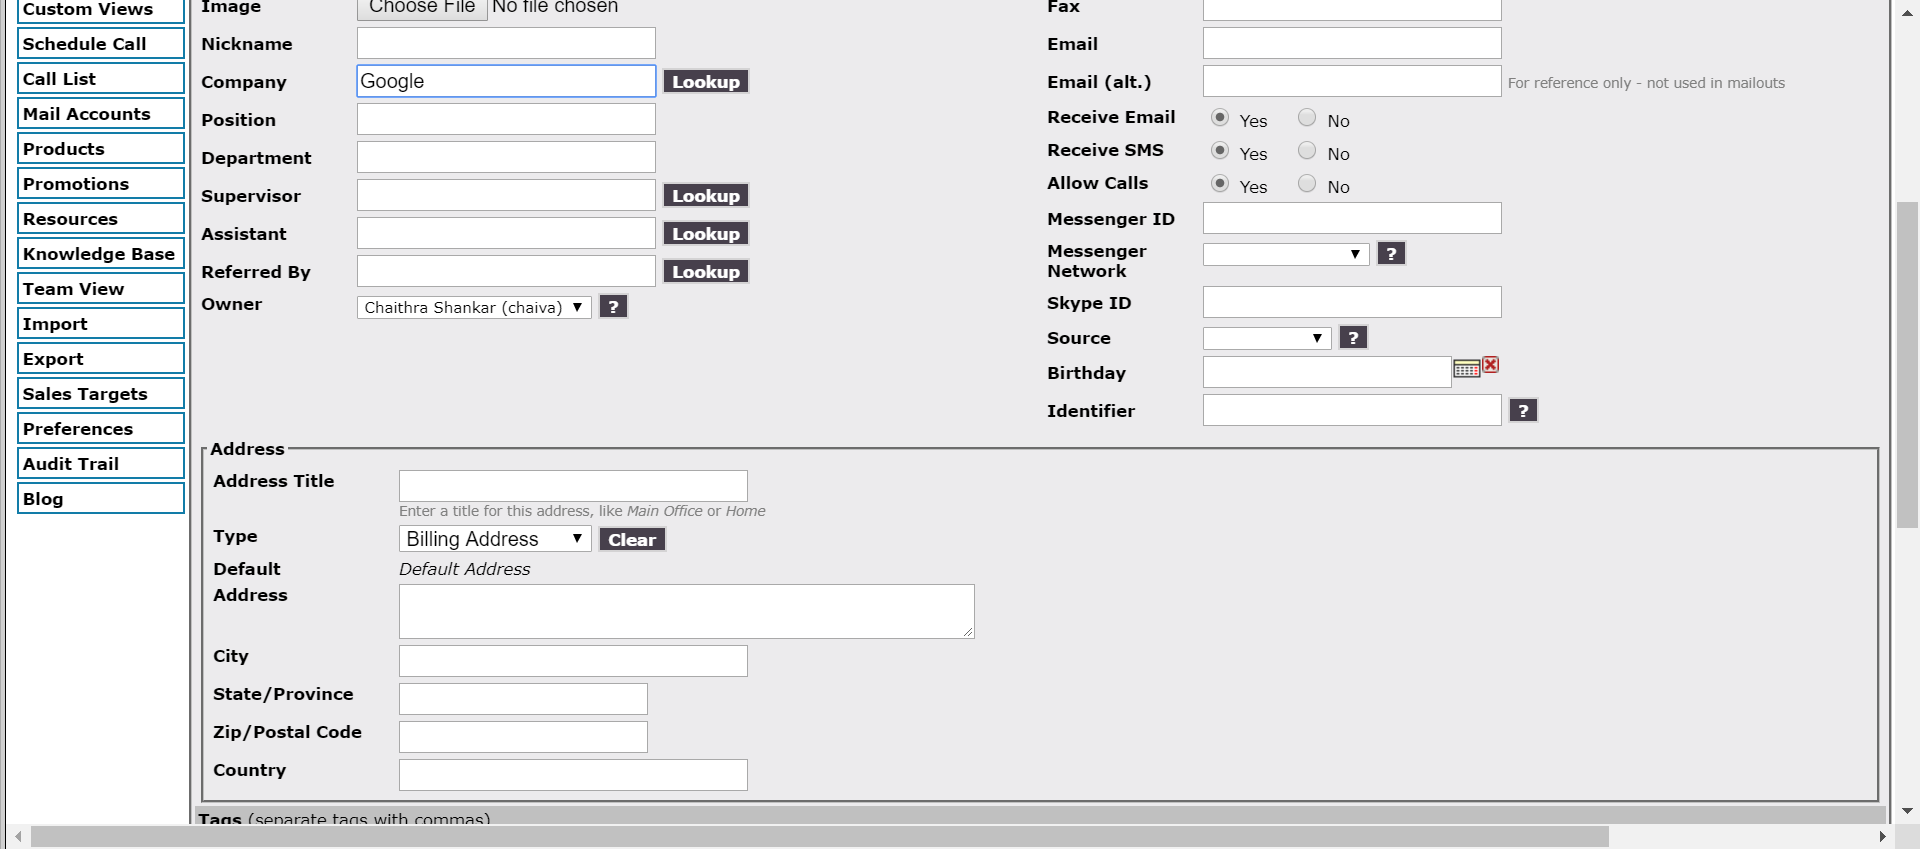 Custom Views
Schedule Call
Call List
Mail Accounts
Products
Promotions
Resources
Knowledge Base
Team View
Import
Export
Sales Targets
Preferences
Audit Trail
Blog
Image Choose File No file chosen
Nickname
Company Google Lookup
Position
Department
Supervisor Lookup
Assistant Lookup
Referred By Lookup
Owner Chaithra Shankar (chaiva) ?
Fax
Email
Email (alt.) For reference only - not used in mailouts
Receive Email Yes No
Receive SMS Yes No
Allow Calls Yes No
Messenger ID
Messenger
Network ?
Skype ID
Source ?
Birthday
Identifier ?
Address
Address Title
Enter a title for this address, like Main Office or Home
Type Billing Address Clear
Default Default Address
Address
City
State/Province
Zip/Postal Code
Country
Tags (separate tags with commas)